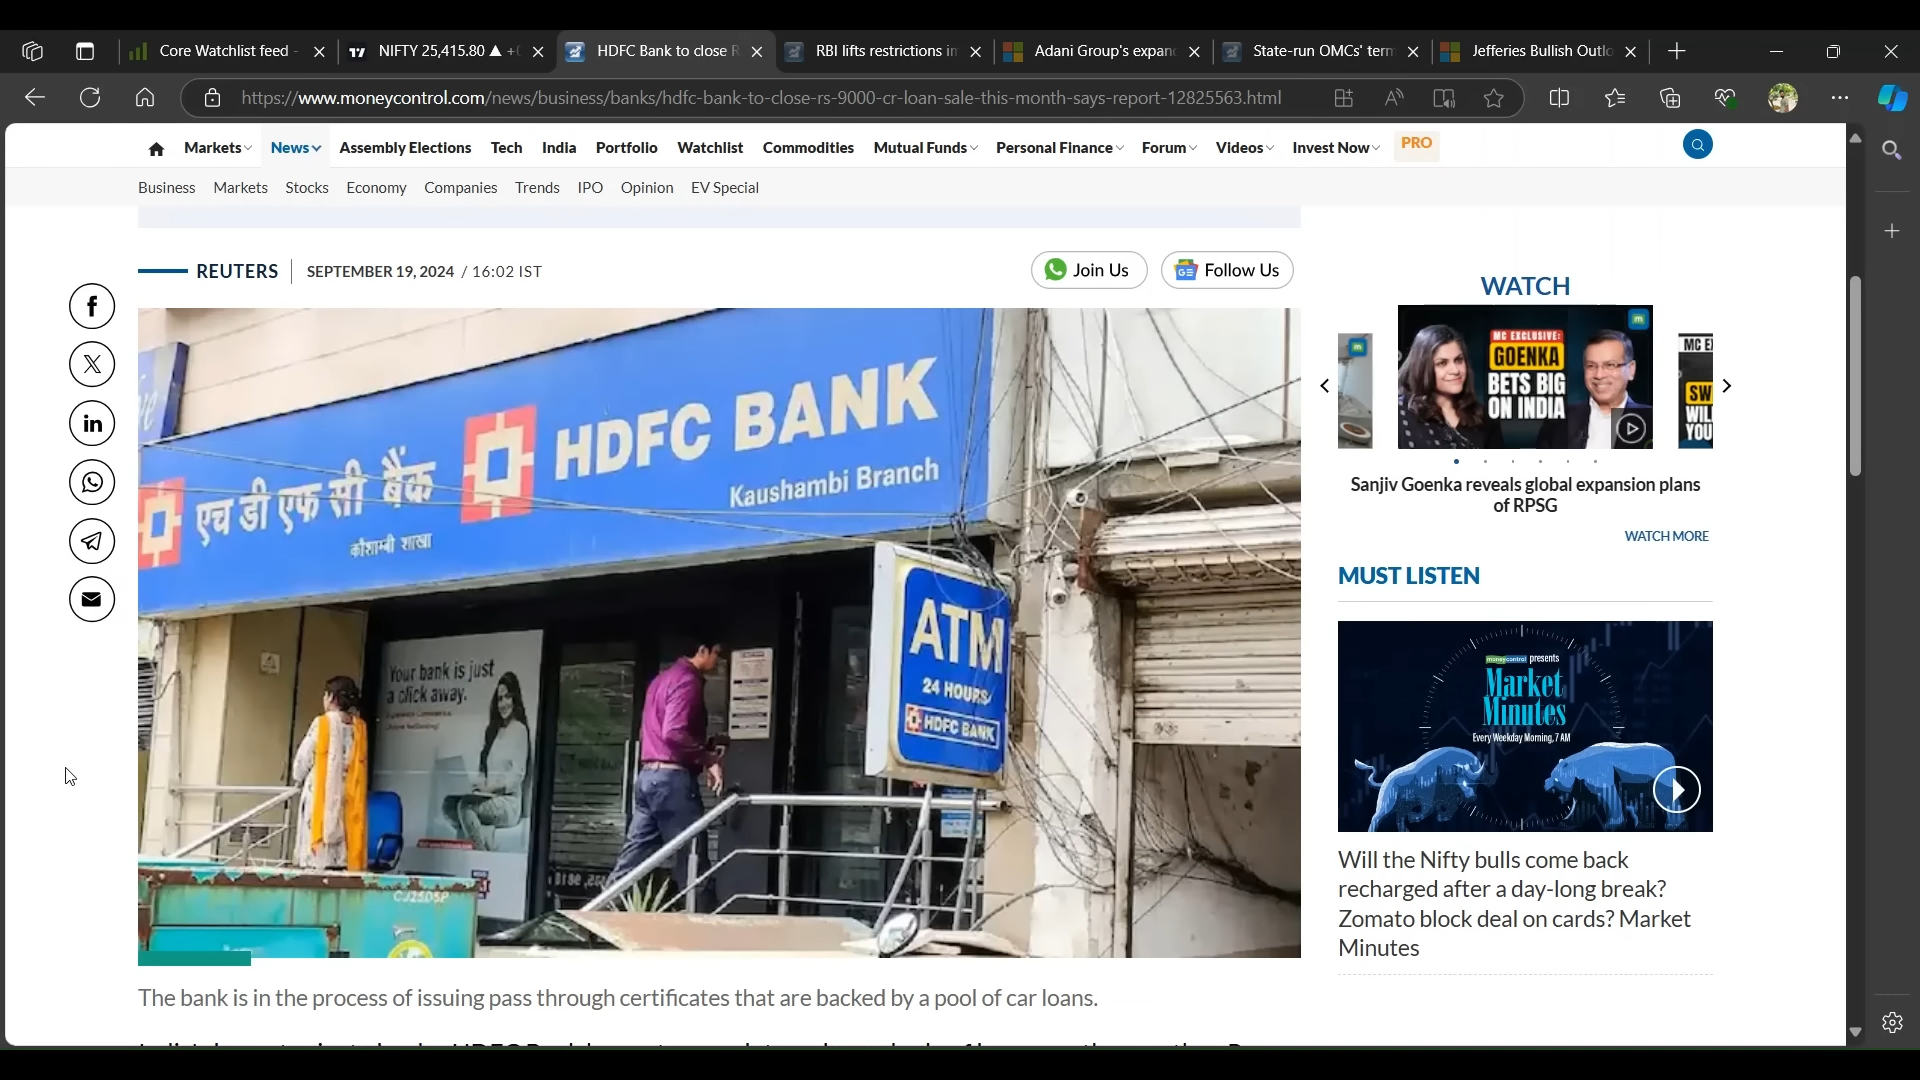 Core Watchlist feed -
NIFTY 25,415.80 ▲ +
HDFC Bank to close R
RBI lifts restrictions in
Adani Group's expan
State-run OMCs' term
Jefferies Bullish Outlo
https://www.moneycontrol.com/news/business/banks/hdfc-bank-to-close-rs-9000-cr-loan-sale-this-month-says-report-12825563.html
Markets News Assembly Elections Tech India Portfolio Watchlist Commodities Mutual Funds Personal Finance Forum Videos Invest Now PRO
Business Markets Stocks Economy Companies Trends IPO Opinion EV Special
REUTERS SEPTEMBER 19, 2024 / 16:02 IST
Join Us
Follow Us
एच डी एफ सी बैंक
कौशाम्बी शाखा
HDFC BANK
Kaushambi Branch
Your bank is just
a click away.
ATM
24 HOURS
HDFC BANK
The bank is in the process of issuing pass through certificates that are backed by a pool of car loans.
WATCH
MC EXCLUSIVE:
GOENKA
BETS BIG
ON INDIA
MC E
SW
WILL
YOU
Sanjiv Goenka reveals global expansion plans
of RPSG
WATCH MORE
MUST LISTEN
moneycontrol presents
Market
Minutes
Every Weekday Morning, 7 AM
Will the Nifty bulls come back
recharged after a day-long break?
Zomato block deal on cards? Market
Minutes